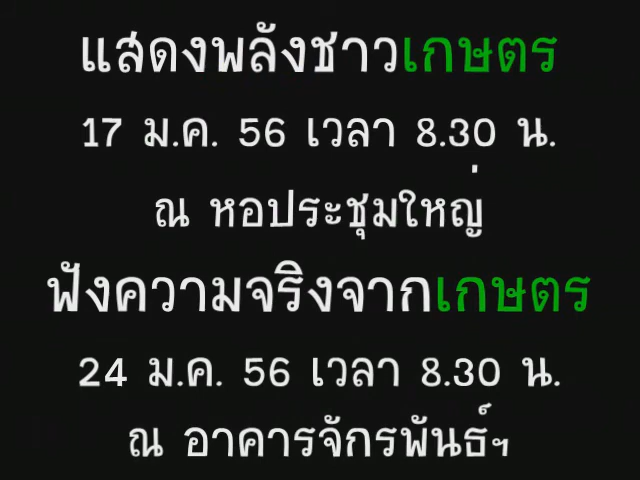 แสดงพลังชาวเกษตร
17 ม.ค. 56 เวลา 8.30 น.
ณ หอประชุมใหญ่
ฟังความจริงจากเกษตร
24 ม.ค. 56 เวลา 8.30 น.
ณ อาคารจักรพันธ์ฯ